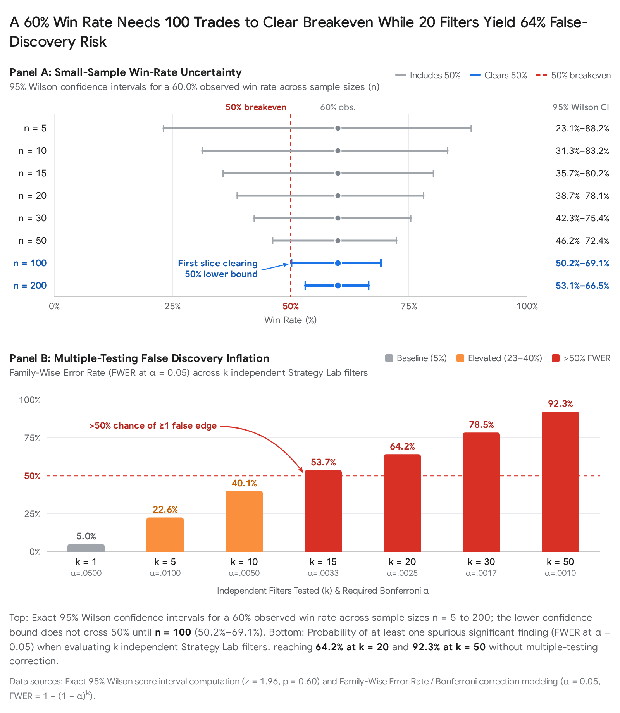 A 60% Win Rate Needs 100 Trades to Clear Breakeven While 20 Filters Yield 64% False-
Discovery Risk
Panel A: Small-Sample Win-Rate Uncertainty
Includes 50% Clears 50% 50% breakeven
95% Wilson confidence intervals for a 60.0% observed win rate across sample sizes (n)
50% breakeven 60% obs. 95% Wilson CI
n = 5 23.1%–88.2%
n = 10 31.3%–83.2%
n = 15 35.7%–80.2%
n = 20 38.7%–78.1%
n = 30 42.3%–75.4%
n = 50 46.2%–72.4%
n = 100 First slice clearing 50.2%–69.1%
50% lower bound
n = 200 53.1%–66.5%
0% 25% 50% 75% 100%
Win Rate (%)
Panel B: Multiple-Testing False Discovery Inflation
Baseline (5%) Elevated (23–40%) >50% FWER
Family-Wise Error Rate (FWER at α = 0.05) across k independent Strategy Lab filters
100%
75%
50%
25%
0%
>50% chance of ≥1 false edge
5.0% 22.6% 40.1% 53.7% 64.2% 78.5% 92.3%
k = 1 k = 5 k = 10 k = 15 k = 20 k = 30 k = 50
α=.0500 α=.0100 α=.0050 α=.0033 α=.0025 α=.0017 α=.0010
Independent Filters Tested (k) & Required Bonferroni α
Top: Exact 95% Wilson confidence intervals for a 60% observed win rate across sample sizes n = 5 to 200; the lower confidence
bound does not cross 50% until n = 100 (50.2%–69.1%). Bottom: Probability of at least one spurious significant finding (FWER at α =
0.05) when evaluating k independent Strategy Lab filters, reaching 64.2% at k = 20 and 92.3% at k = 50 without multiple-testing
correction.
Data sources: Exact 95% Wilson score interval computation (z = 1.96, p = 0.60) and Family-Wise Error Rate / Bonferroni correction modeling (α = 0.05,
FWER = 1 − (1 − α)^k).